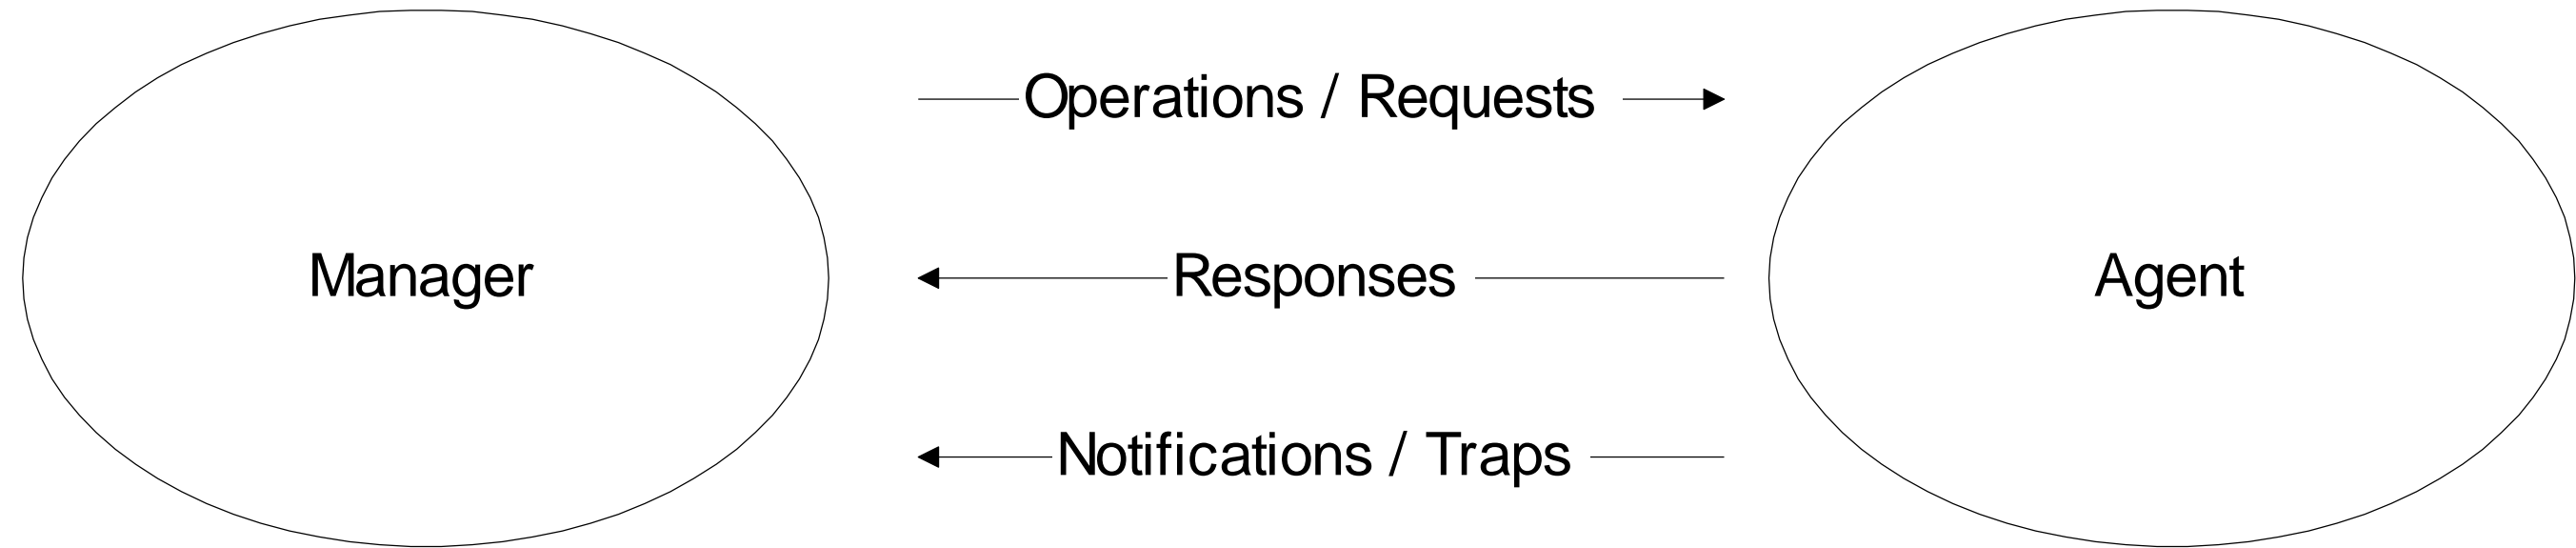 Operations / Requests
Manager
Responses
Agent
Notifications / Traps